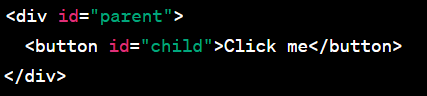 <div id="parent">
  <button id="child">Click me</button>
</div>